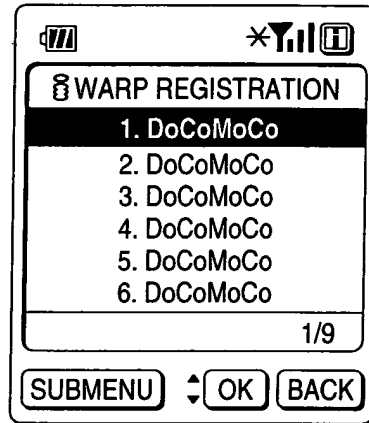 WARP REGISTRATION
1. DoCoMoCo
2. DoCoMoCo
3. DoCoMoCo
4. DoCoMoCo
5. DoCoMoCo
6. DoCoMoCo
1/9
SUBMENU OK BACK